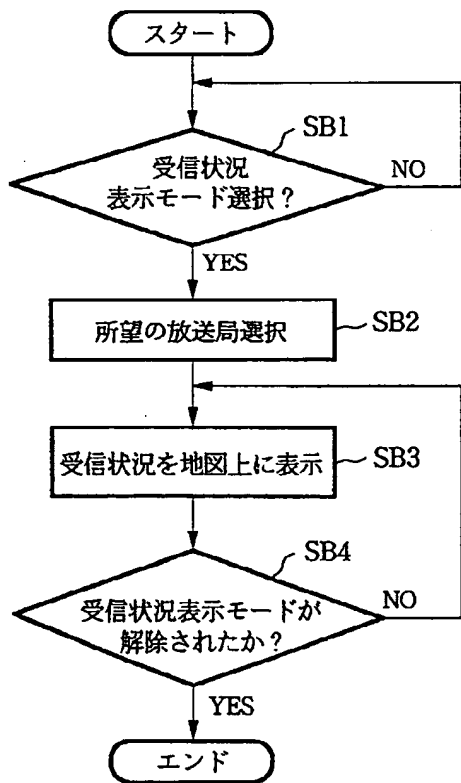 スタート
SB1
受信状況
表示モード選択？
NO
YES
所望の放送局選択
SB2
受信状況を地図上に表示
SB3
SB4
受信状況表示モードが
解除されたか？
NO
YES
エンド